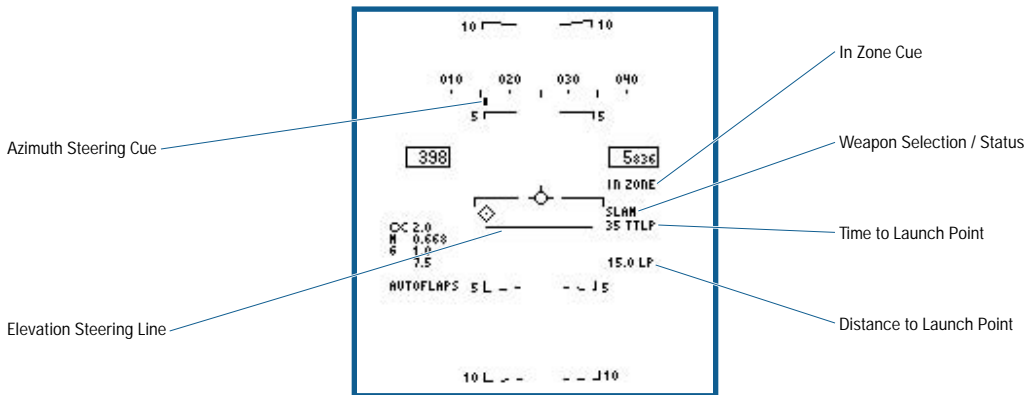 10 10
In Zone Cue
010 020 030 040
5 5
Azimuth Steering Cue
Weapon Selection / Status
398
5836
IN ZONE
SLAM
35 TTLP
Time to Launch Point
α 2.0
M 0.668
G 1.0
7.5
15.0 LP
AUTOFLAPS
5 5
Elevation Steering Line
Distance to Launch Point
10 10